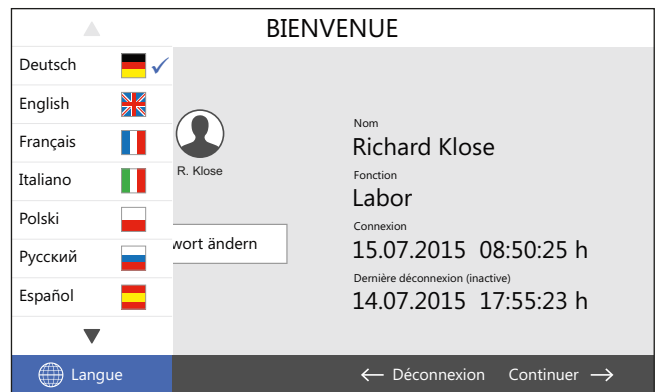 BIENVENUE
Deutsch
English
Français
Italiano
Polski
Русский
Español
R. Klose
wort ändern
Nom
Richard Klose
Fonction
Labor
Connexion
15.07.2015 08:50:25 h
Dernière déconnexion (inactive)
14.07.2015 17:55:23 h
Langue
← Déconnexion
Continuer →